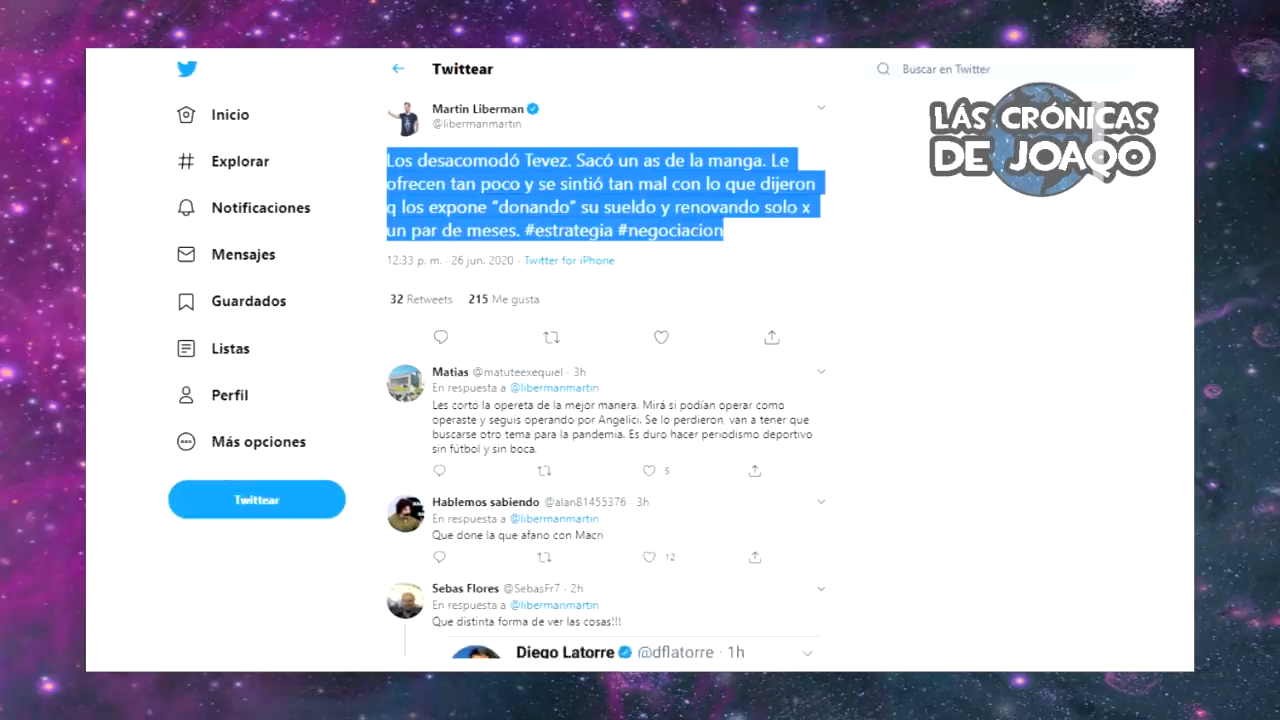 Twittear
Buscar en Twitter
LÁS CRÓNICAS
DE JOAQO
Inicio
Explorar
Notificaciones
Mensajes
Guardados
Listas
Perfil
Más opciones
Twittear
Martin Liberman
@libermanmartin
Los desacomodó Tevez. Sacó un as de la manga. Le
ofrecen tan poco y se sintió tan mal con lo que dijeron
q los expone “donando” su sueldo y renovando solo x
un par de meses. #estrategia #negociacion
12:33 p. m. · 26 jun. 2020 · Twitter for iPhone
32 Retweets 215 Me gusta
Matias @matuteexequiel · 3h
En respuesta a @libermanmartin
Les corto la opereta de la mejor manera. Mirá si podían operar como
operaste y seguis operando por Angelici. Se lo perdieron, van a tener que
buscarse otro tema para la pandemia. Es duro hacer periodismo deportivo
sin fútbol y sin boca.
5
Hablemos sabiendo @alan81455376 · 3h
En respuesta a @libermanmartin
Que done la que afano con Macri
12
Sebas Flores @SebasFr7 · 2h
En respuesta a @libermanmartin
Que distinta forma de ver las cosas!!!
Diego Latorre @dflatorre · 1h